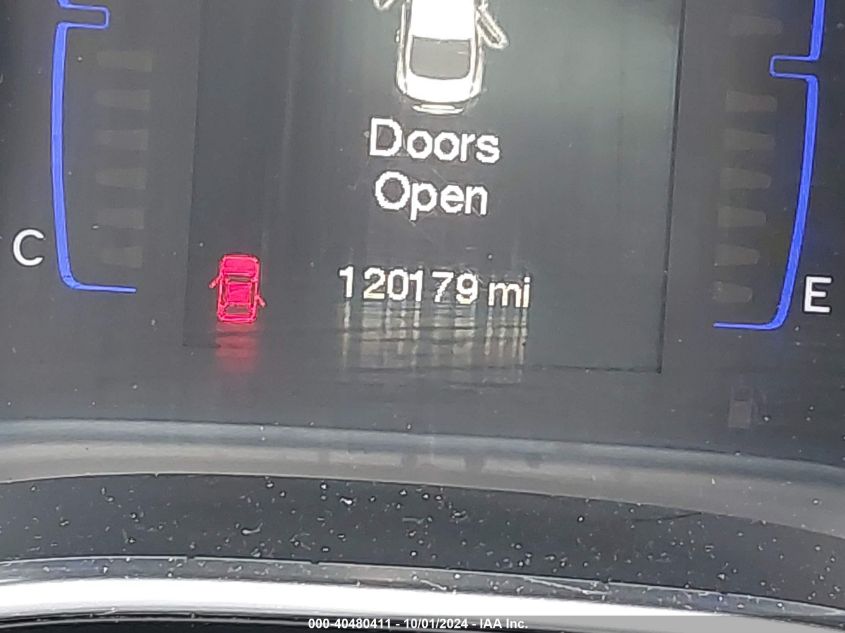 Doors
Open
C
120179 mi
E
000-40480411 - 10/01/2024 - IAA Inc.